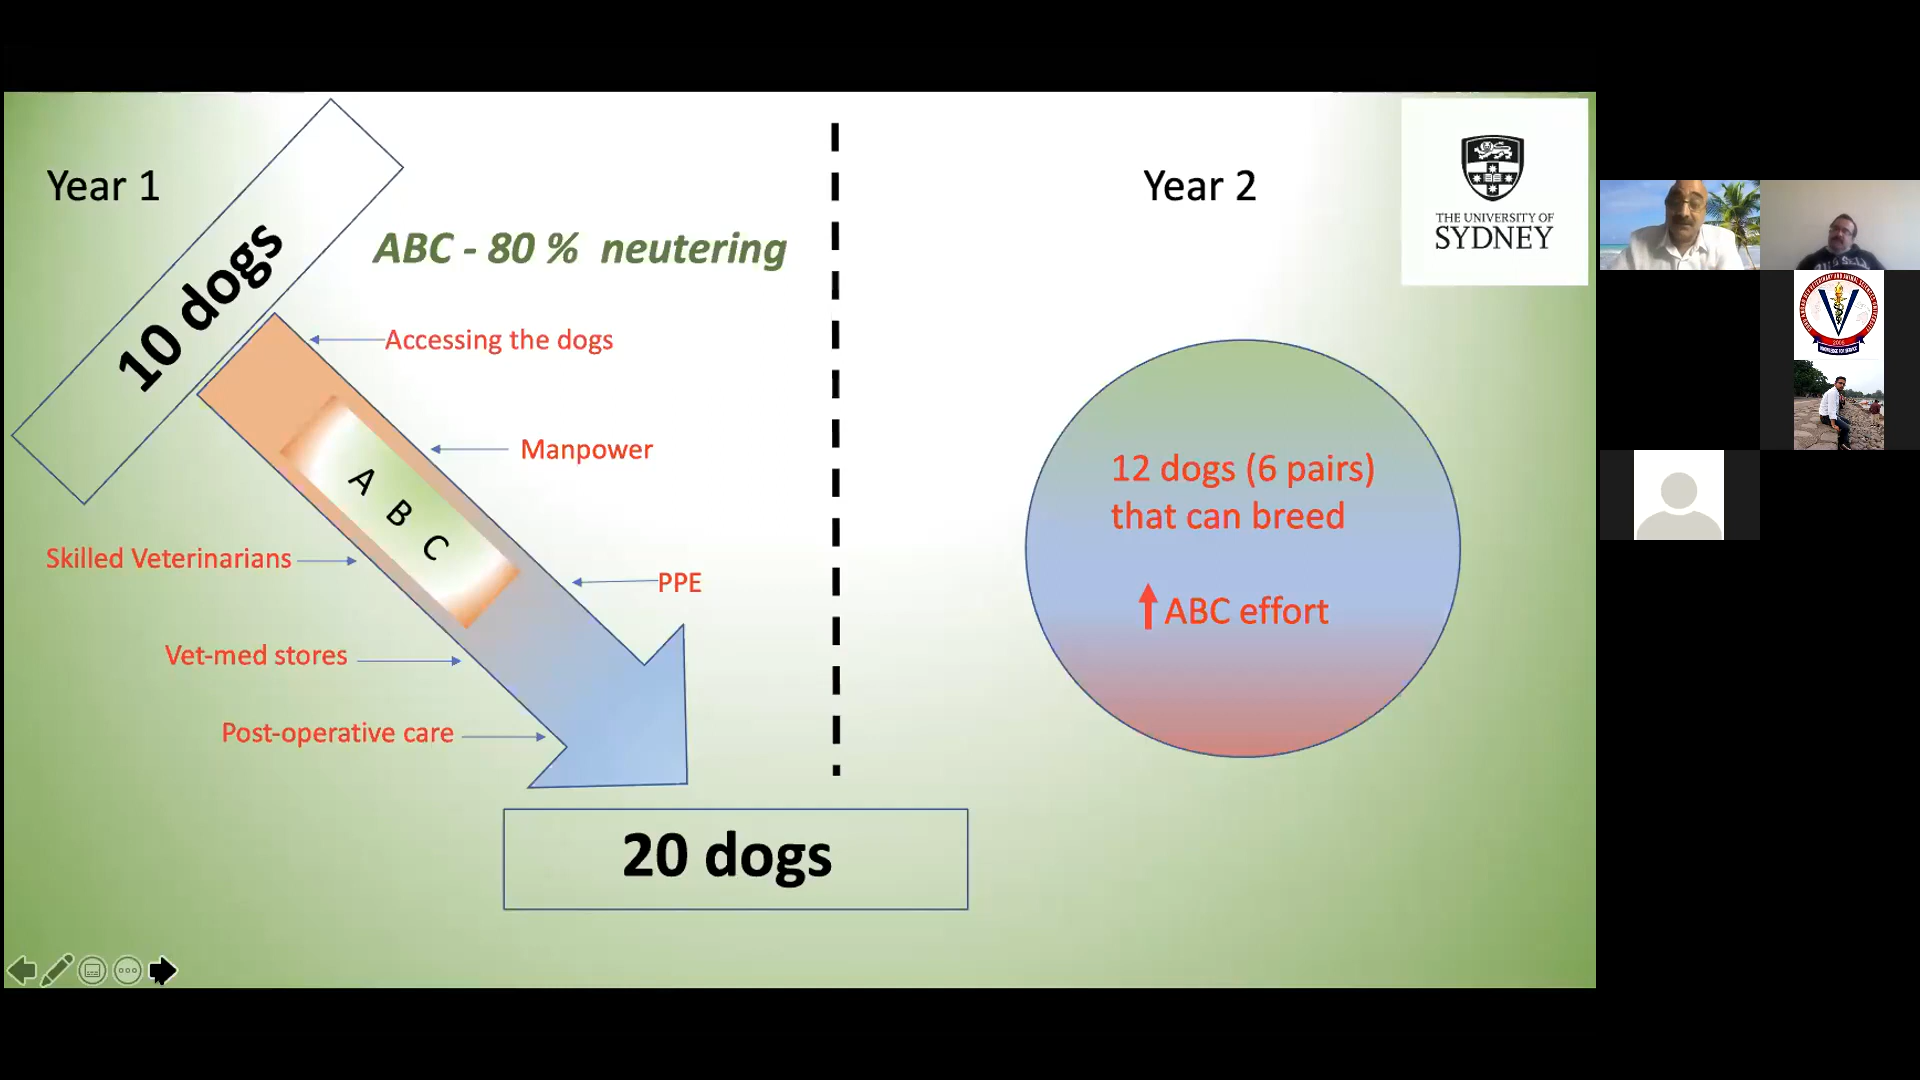 Year 1
10 dogs
ABC - 80 % neutering
Accessing the dogs
Manpower
A B C
Skilled Veterinarians
PPE
Vet-med stores
Post-operative care
20 dogs
Year 2
12 dogs (6 pairs)
that can breed
ABC effort
THE UNIVERSITY OF
SYDNEY